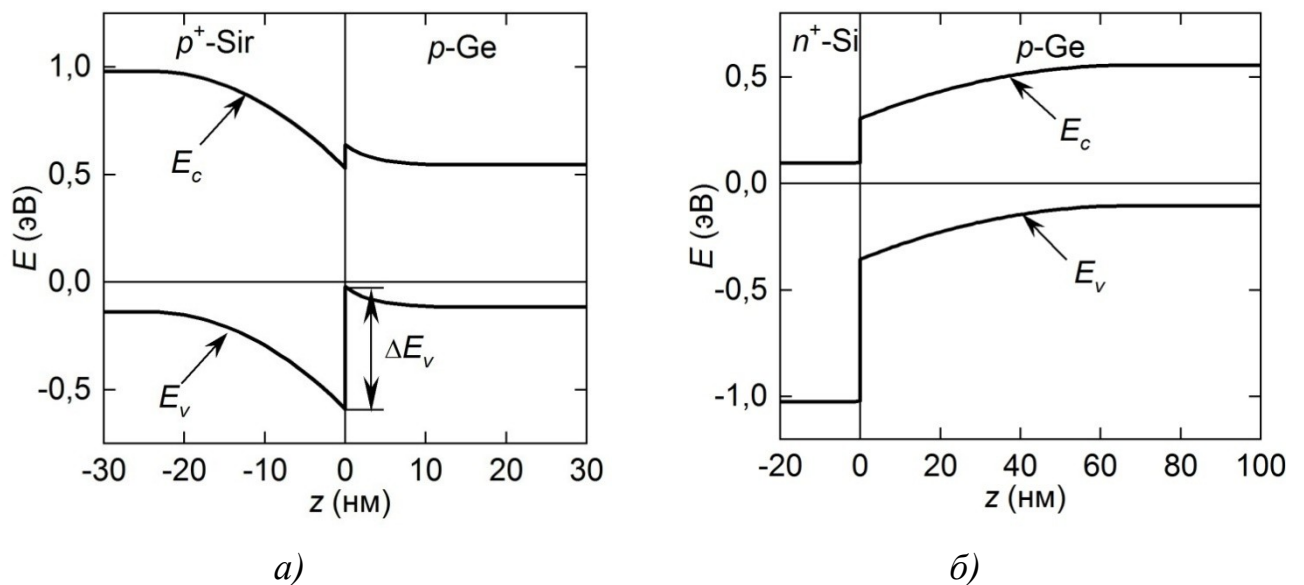 p⁺-Sir
p-Ge
1,0
0,5
0,0
-0,5
E (эВ)
E_c
E_v
ΔE_v
-30 -20 -10 0 10 20 30
z (нм)
а)
n⁺-Si
p-Ge
0,5
0,0
-0,5
-1,0
E (эВ)
E_c
E_v
-20 0 20 40 60 80 100
z (нм)
б)